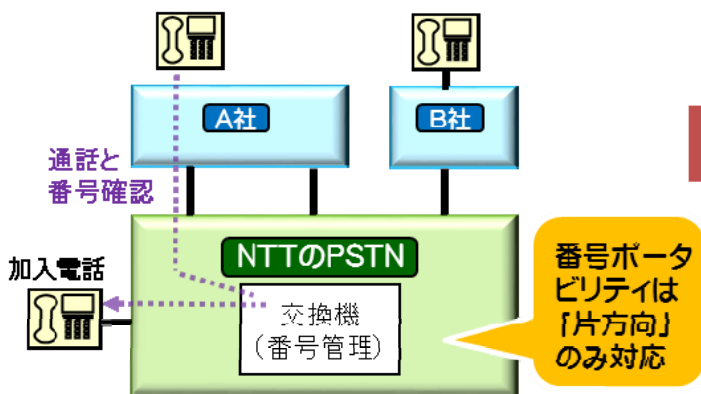 A社
B社
通話と
番号確認
NTTのPSTN
加入電話
交換機
（番号管理）
番号ポータ
ビリティは
「片方向」
のみ対応